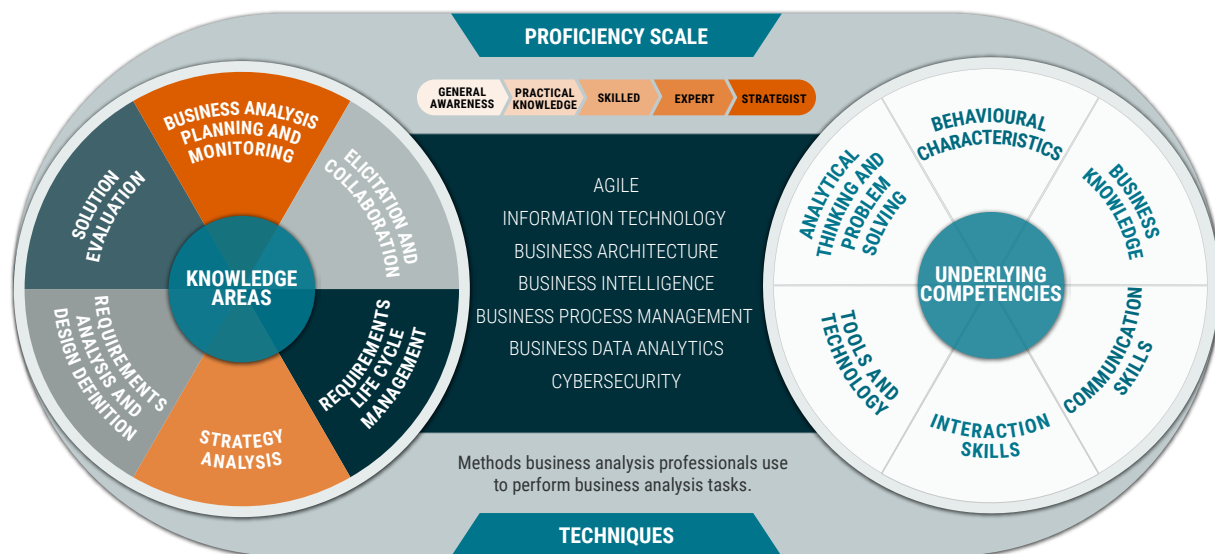 PROFICIENCY SCALE
GENERAL
AWARENESS
PRACTICAL
KNOWLEDGE
SKILLED
EXPERT
STRATEGIST
BUSINESS ANALYSIS
PLANNING AND
MONITORING
ELICITATION AND
COLLABORATION
REQUIREMENTS
LIFE CYCLE
MANAGEMENT
STRATEGY
ANALYSIS
REQUIREMENTS
ANALYSIS AND
DESIGN DEFINITION
SOLUTION
EVALUATION
KNOWLEDGE
AREAS
AGILE
INFORMATION TECHNOLOGY
BUSINESS ARCHITECTURE
BUSINESS INTELLIGENCE
BUSINESS PROCESS MANAGEMENT
BUSINESS DATA ANALYTICS
CYBERSECURITY
BEHAVIOURAL
CHARACTERISTICS
BUSINESS
KNOWLEDGE
COMMUNICATION
SKILLS
INTERACTION
SKILLS
TOOLS AND
TECHNOLOGY
ANALYTICAL
THINKING AND
PROBLEM
SOLVING
UNDERLYING
COMPETENCIES
Methods business analysis professionals use
to perform business analysis tasks.
TECHNIQUES